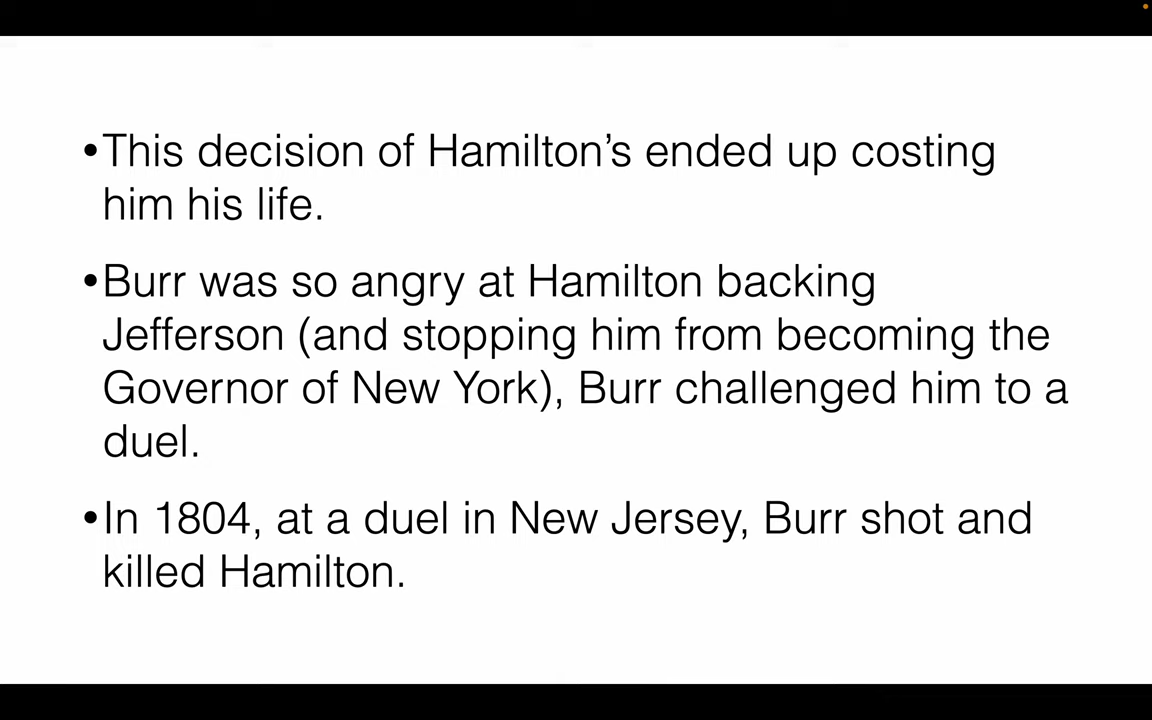 •This decision of Hamilton’s ended up costing
him his life.
•Burr was so angry at Hamilton backing
Jefferson (and stopping him from becoming the
Governor of New York), Burr challenged him to a
duel.
•In 1804, at a duel in New Jersey, Burr shot and
killed Hamilton.